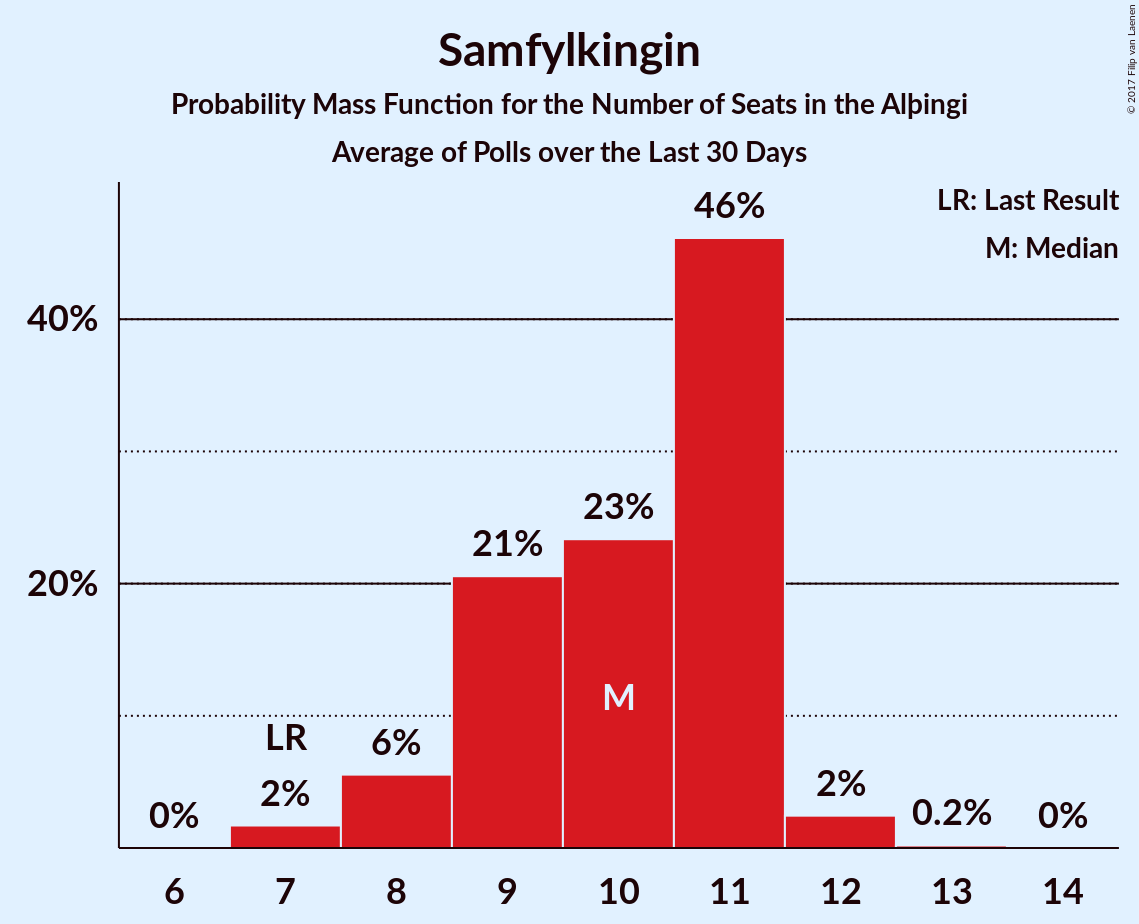 Samfylkingin
Probability Mass Function for the Number of Seats in the Alþingi
Average of Polls over the Last 30 Days
© 2017 Filip van Laenen
LR: Last Result
M: Median
46%
40%
23%
21%
20%
M
LR
6%
2%
2%
0%
0.2%
0%
6 7 8 9 10 11 12 13 14